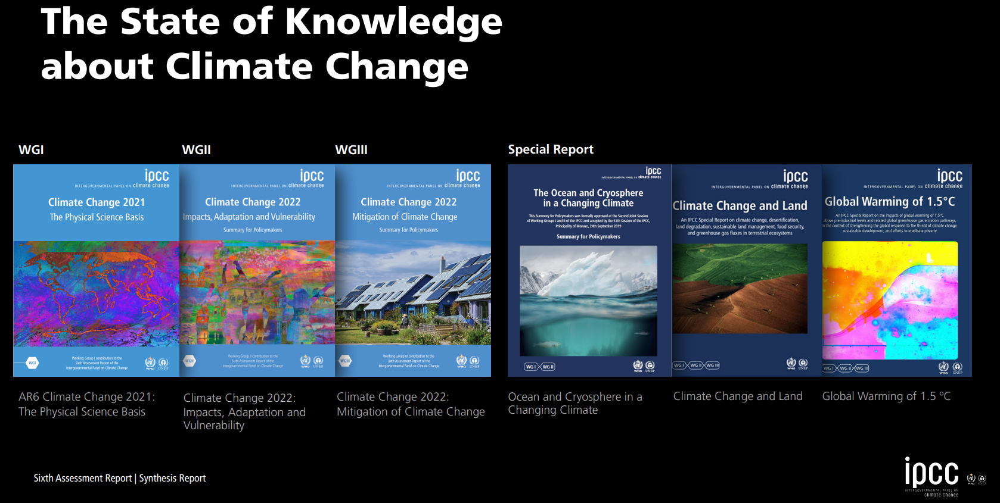 The State of Knowledge
about Climate Change
WGI
WGII
WGIII
Special Report
ipcc
INTERGOVERNMENTAL PANEL ON climate change
Climate Change 2021
The Physical Science Basis
WGI
Working Group I contribution to the
Sixth Assessment Report of the
Intergovernmental Panel on Climate Change
WMO
UNEP
ipcc
INTERGOVERNMENTAL PANEL ON climate change
Climate Change 2022
Impacts, Adaptation and Vulnerability
Summary for Policymakers
WGII
Working Group II contribution to the
Sixth Assessment Report of the
Intergovernmental Panel on Climate Change
WMO
UNEP
ipcc
INTERGOVERNMENTAL PANEL ON climate change
Climate Change 2022
Mitigation of Climate Change
Summary for Policymakers
WGIII
Working Group III contribution to the
Sixth Assessment Report of the
Intergovernmental Panel on Climate Change
WMO
UNEP
ipcc
INTERGOVERNMENTAL PANEL ON climate change
The Ocean and Cryosphere
in a Changing Climate
This Summary for Policymakers was formally approved at the Second Joint Session
of Working Groups I and II of the IPCC and accepted by the 51th Session of the IPCC,
Principality of Monaco, 24th September 2019
Summary for Policymakers
WG I WG II
WMO
UNEP
ipcc
INTERGOVERNMENTAL PANEL ON climate change
Climate Change and Land
An IPCC Special Report on climate change, desertification,
land degradation, sustainable land management, food security,
and greenhouse gas fluxes in terrestrial ecosystems
WG I WG II WG III
WMO
UNEP
ipcc
INTERGOVERNMENTAL PANEL ON climate change
Global Warming of 1.5°C
An IPCC Special Report on the impacts of global warming of 1.5°C
above pre-industrial levels and related global greenhouse gas emission pathways,
in the context of strengthening the global response to the threat of climate change,
sustainable development, and efforts to eradicate poverty
WG I WG II WG III
WMO
UNEP
AR6 Climate Change 2021:
The Physical Science Basis
Climate Change 2022:
Impacts, Adaptation and
Vulnerability
Climate Change 2022:
Mitigation of Climate Change
Ocean and Cryosphere in a
Changing Climate
Climate Change and Land
Global Warming of 1.5 ºC
Sixth Assessment Report | Synthesis Report
ipcc
INTERGOVERNMENTAL PANEL ON
climate change
WMO
UNEP